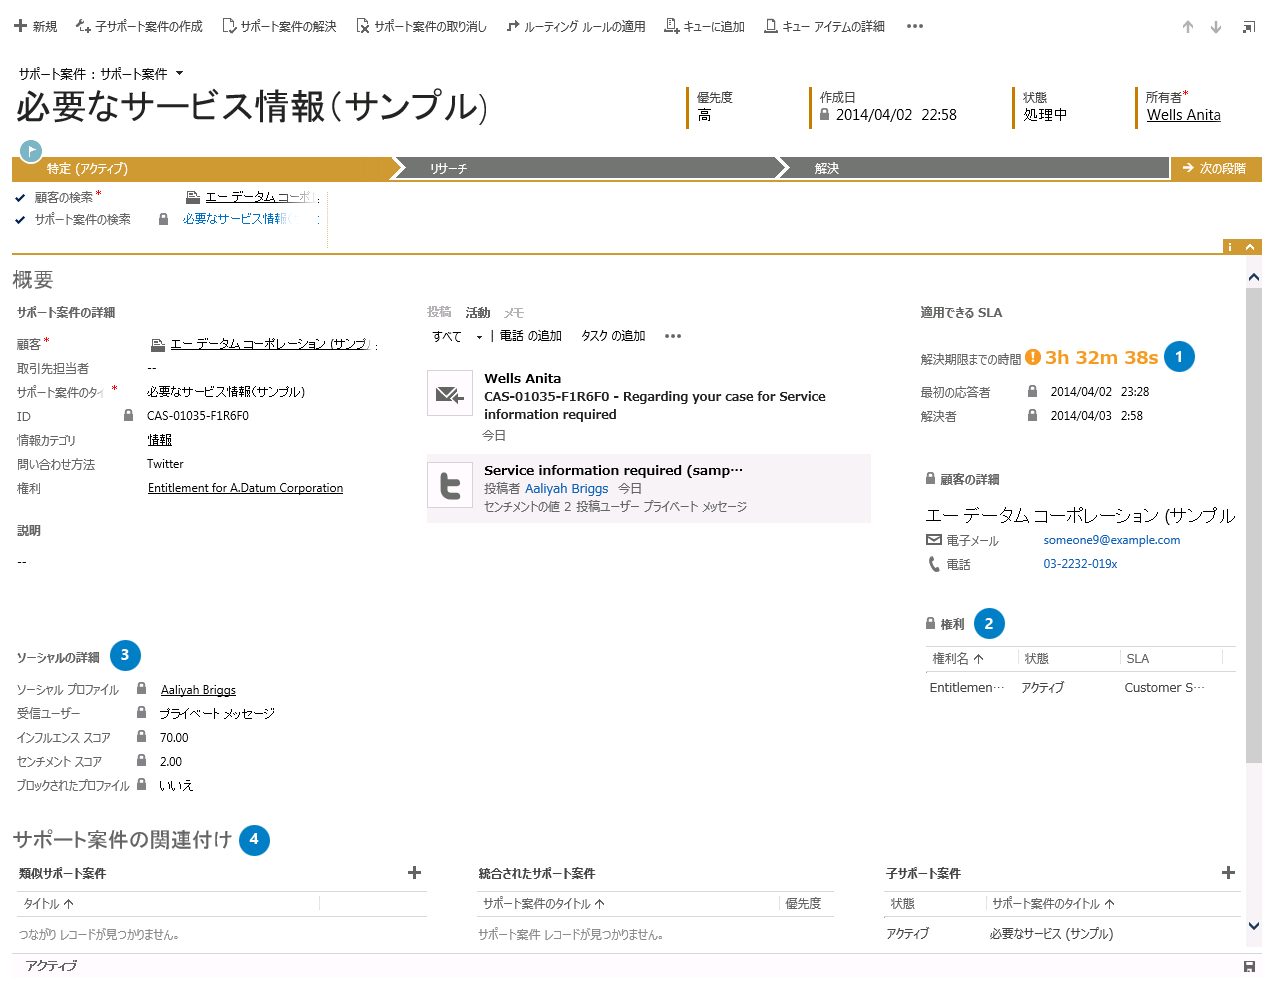 新規 子サポート案件の作成 サポート案件の解決 サポート案件の取り消し ルーティング ルールの適用 キューに追加 キュー アイテムの詳細 •••
サポート案件 : サポート案件
必要なサービス情報(サンプル)
優先度 作成日 状態 所有者*
高 2014/04/02 22:58 処理中 Wells Anita
特定 (アクティブ) リサーチ 解決 → 次の段階
顧客の検索* エー データム コーポ
サポート案件の検索 必要なサービス情報(
概要
サポート案件の詳細
顧客* エー データム コーポレーション (サンプ
取引先担当者 --
サポート案件のタイ* 必要なサービス情報(サンプル)
ID CAS-01035-F1R6F0
情報カテゴリ 情報
問い合わせ方法 Twitter
権利 Entitlement for A.Datum Corporation
説明
--
投稿 活動 メモ
すべて | 電話 の追加 タスク の追加 •••
Wells Anita
CAS-01035-F1R6F0 - Regarding your case for Service
information required
今日
Service information required (samp…
投稿者 Aaliyah Briggs 今日
センチメントの値 2 投稿ユーザー プライベート メッセージ
適用できる SLA
解決期限までの時間 3h 32m 38s 1
最初の応答者 2014/04/02 23:28
解決者 2014/04/03 2:58
顧客の詳細
エー データム コーポレーション (サンプル
電子メール someone9@example.com
電話 03-2232-019x
権利 2
権利名 ↑ 状態 SLA
Entitlemen… アクティブ Customer S…
ソーシャルの詳細 3
ソーシャル プロファイル Aaliyah Briggs
受信ユーザー プライベート メッセージ
インフルエンス スコア 70.00
センチメント スコア 2.00
ブロックされたプロファイル いいえ
サポート案件の関連付け 4
類似サポート案件 統合されたサポート案件 子サポート案件
タイトル ↑ サポート案件のタイトル ↑ 優先度 状態 サポート案件のタイトル ↑
つながり レコードが見つかりません。 サポート案件 レコードが見つかりません。 アクティブ 必要なサービス (サンプル)
アクティブ